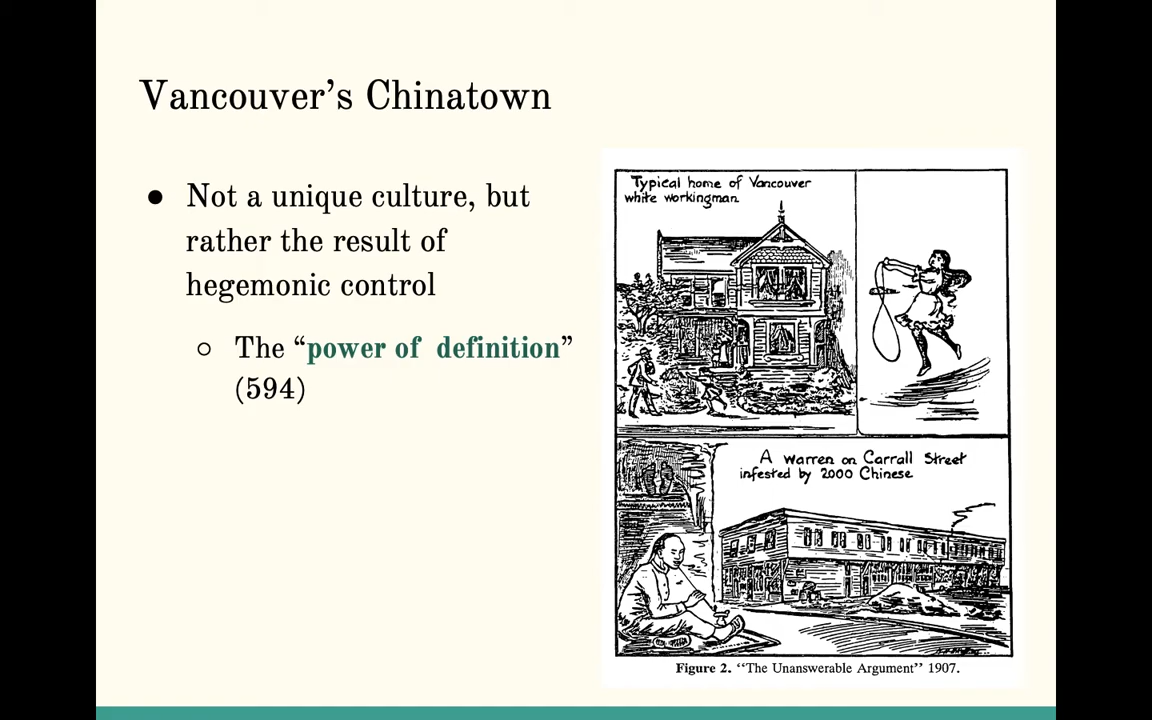 Vancouver’s Chinatown
● Not a unique culture, but
rather the result of
hegemonic control
○ The “power of definition”
(594)
Typical home of Vancouver
white workingman.
A warren on Carrall Street
infested by 2000 Chinese
Figure 2. “The Unanswerable Argument” 1907.